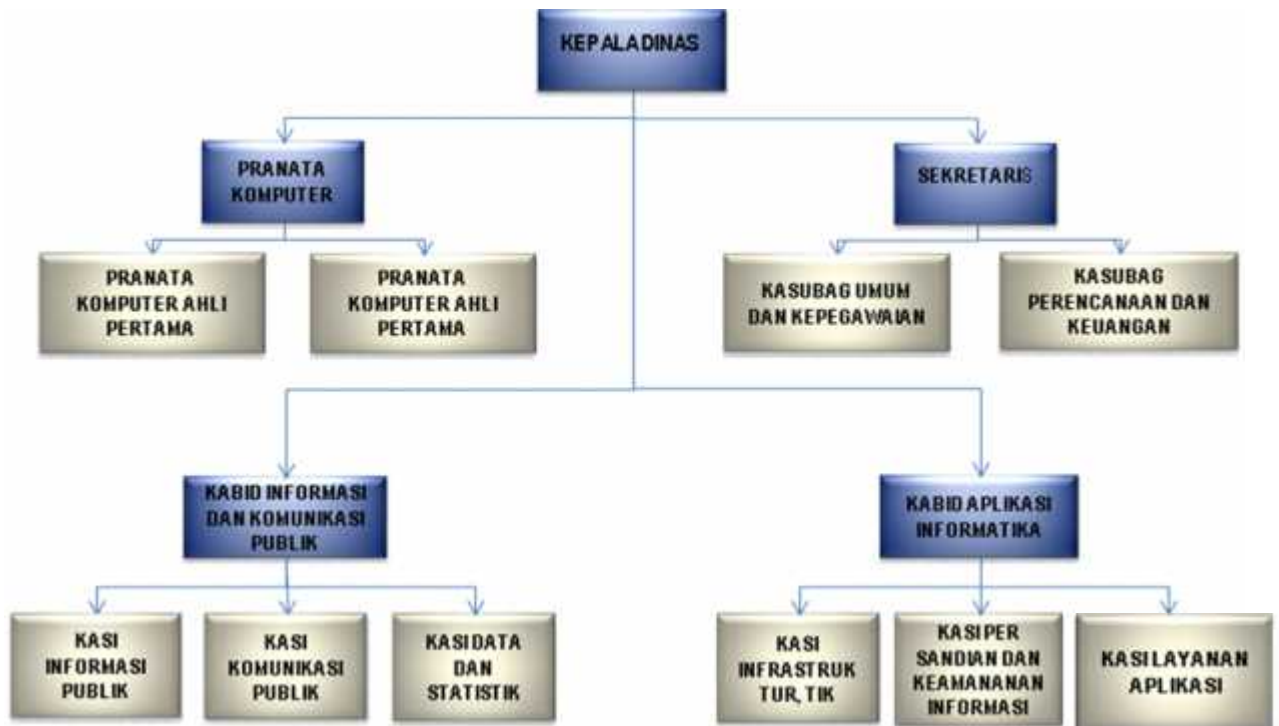 KEPALA DINAS
PRANATA
KOMPUTER
SEKRETARIS
PRANATA
KOMPUTER AHLI
PERTAMA
PRANATA
KOMPUTER AHLI
PERTAMA
KASUBAG UMUM
DAN KEPEGAWAIAN
KASUBAG
PERENCANAAN DAN
KEUANGAN
KABID INFORMASI
DAN KOMUNIKASI
PUBLIK
KABID APLIKASI
INFORMATIKA
KASI
INFORMASI
PUBLIK
KASI
KOMUNIKASI
PUBLIK
KASI DATA
DAN
STATISTIK
KASI
INFRASTRUK
TUR, TIK
KASI PER
SANDIAN DAN
KEAMANANAN
INFORMASI
KASI LAYANAN
APLIKASI